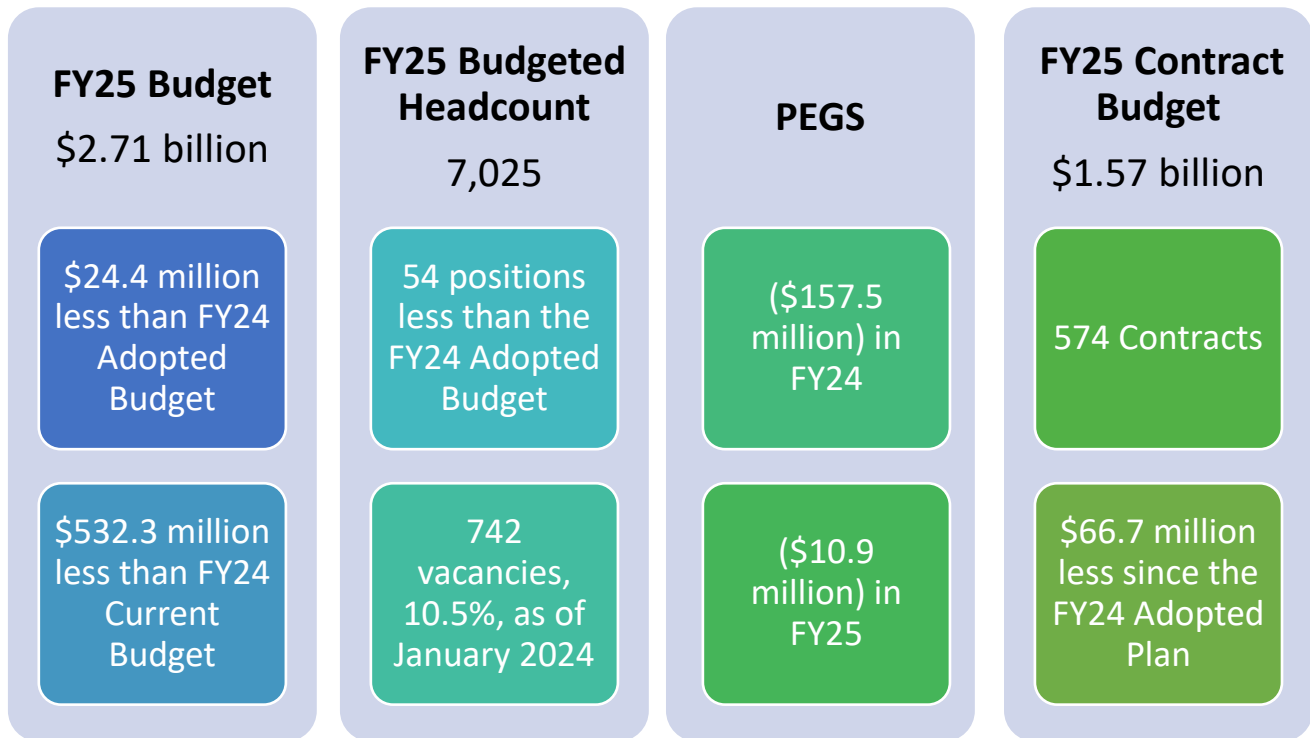 FY25 Budget
$2.71 billion
$24.4 million
less than FY24
Adopted
Budget
$532.3 million
less than FY24
Current
Budget
FY25 Budgeted
Headcount
7,025
54 positions
less than the
FY24 Adopted
Budget
742
vacancies,
10.5%, as of
January 2024
PEGS
($157.5
million) in
FY24
($10.9
million) in
FY25
FY25 Contract
Budget
$1.57 billion
574 Contracts
$66.7 million
less since the
FY24 Adopted
Plan